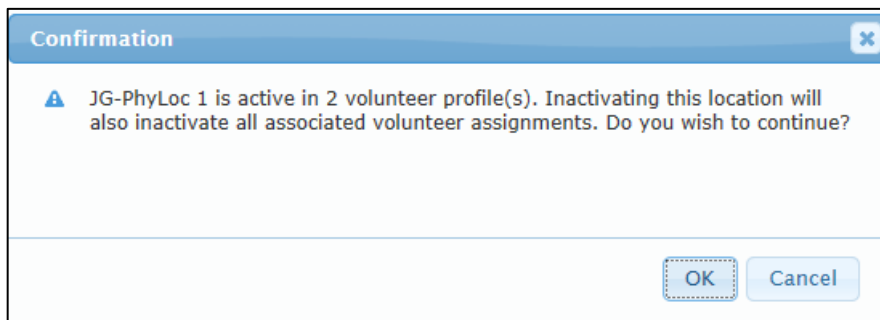 Confirmation
JG-PhyLoc 1 is active in 2 volunteer profile(s). Inactivating this location will
also inactivate all associated volunteer assignments. Do you wish to continue?
OK
Cancel